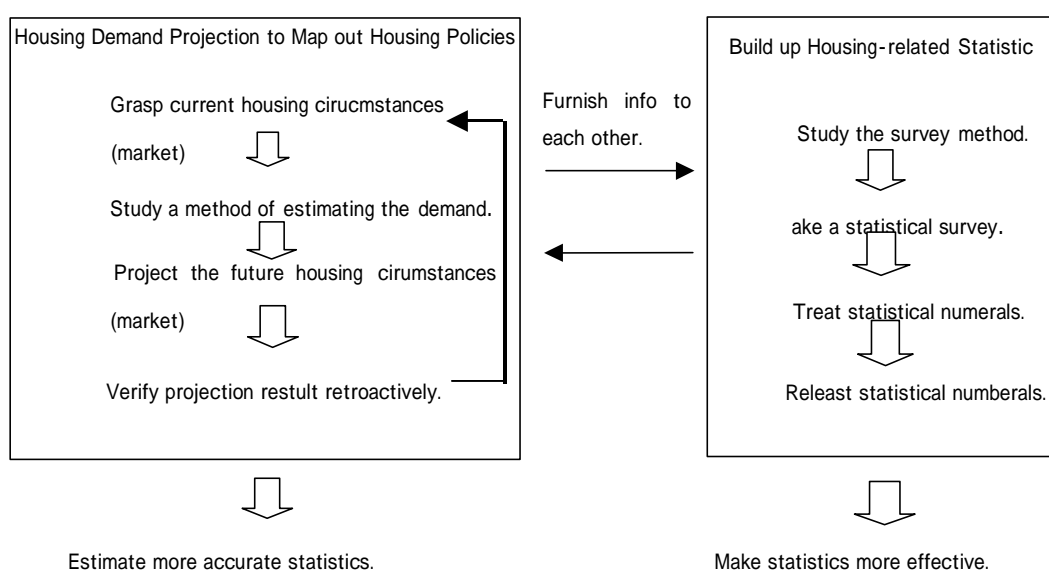 Housing Demand Projection to Map out Housing Policies
Grasp current housing cirucmstances
(market)
Study a method of estimating the demand.
Project the future housing cirumstances
(market)
Verify projection restult retroactively.
Estimate more accurate statistics.
Furnish info to
each other.
Build up Housing-related Statistic
Study the survey method.
ake a statistical survey.
Treat statistical numerals.
Releast statistical numberals.
Make statistics more effective.